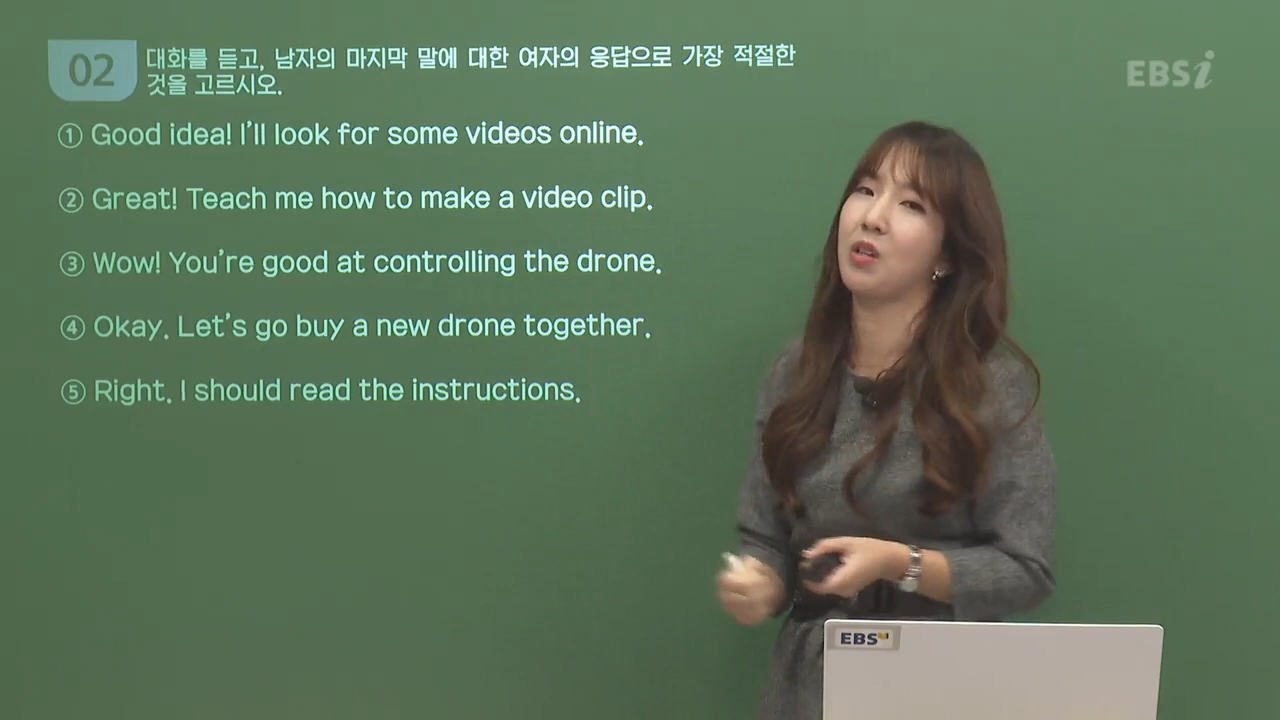 02
대화를 듣고, 남자의 마지막 말에 대한 여자의 응답으로 가장 적절한
것을 고르시오.
EBSi
① Good idea! I'll look for some videos online.
② Great! Teach me how to make a video clip.
③ Wow! You're good at controlling the drone.
④ Okay. Let's go buy a new drone together.
⑤ Right. I should read the instructions.
EBS